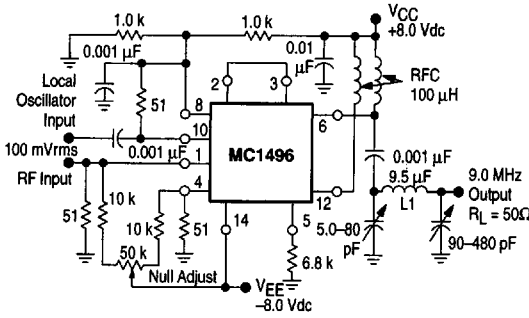 1.0 k
1.0 k
VCC
+8.0 Vdc
0.001 μF
0.01 μF
RFC
100 μH
2
3
Local Oscillator Input
51
8
6
10
100 mVrms
0.001 μF
1
MC1496
0.001 μF
RF Input
9.5 μF
9.0 MHz
4
12
L1
Output
RL = 50Ω
10 k
51
14
5
5.0–80 pF
10 k
51
50 k
6.8 k
90–480 pF
Null Adjust
VEE
–8.0 Vdc